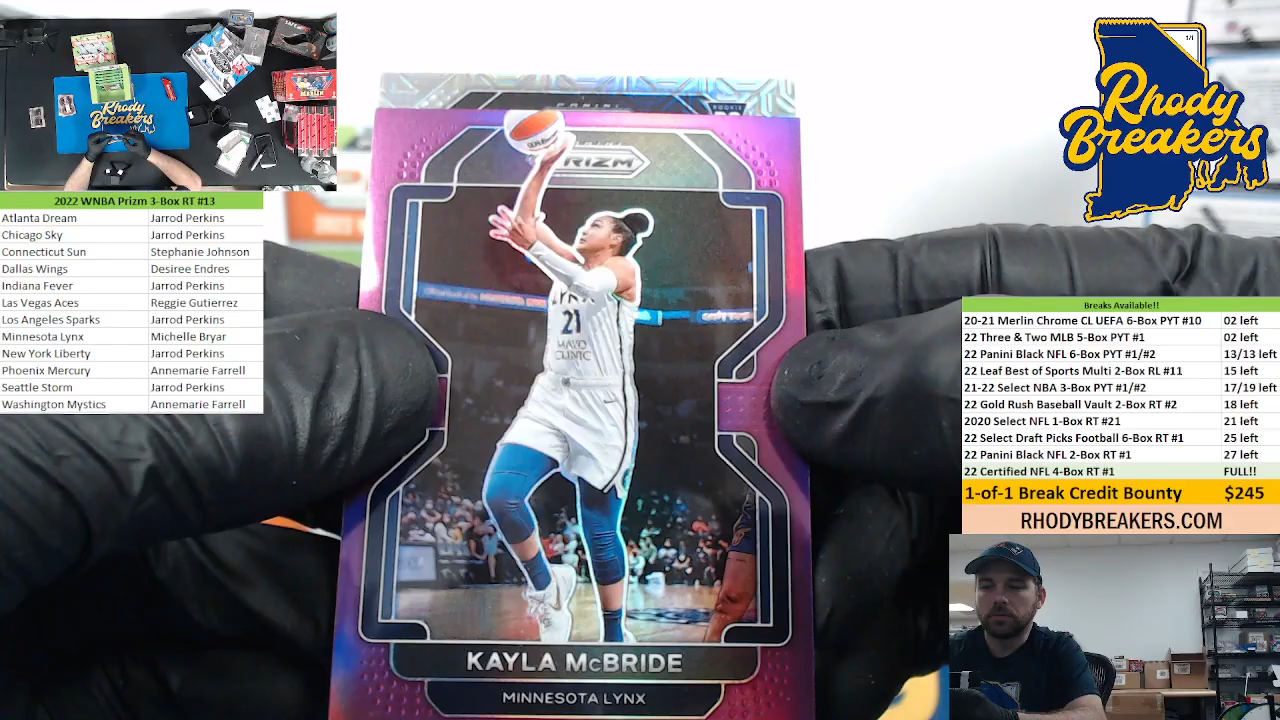 Rhody
Breakers
2022 WNBA Prizm 3-Box RT #13
Atlanta Dream Jarrod Perkins
Chicago Sky Jarrod Perkins
Connecticut Sun Stephanie Johnson
Dallas Wings Desiree Endres
Indiana Fever Jarrod Perkins
Las Vegas Aces Reggie Gutierrez
Los Angeles Sparks Jarrod Perkins
Minnesota Lynx Michelle Bryar
New York Liberty Jarrod Perkins
Phoenix Mercury Annemarie Farrell
Seattle Storm Jarrod Perkins
Washington Mystics Annemarie Farrell
PANINI
ROOKIE
PRIZM
LYNX
21
MAYO
CLINIC
KAYLA McBRIDE
MINNESOTA LYNX
1/1
Rhody
Breakers
Breaks Available!!
20-21 Merlin Chrome CL UEFA 6-Box PYT #10 02 left
22 Three & Two MLB 5-Box PYT #1 02 left
22 Panini Black NFL 6-Box PYT #1/#2 13/13 left
22 Leaf Best of Sports Multi 2-Box RL #11 15 left
21-22 Select NBA 3-Box PYT #1/#2 17/19 left
22 Gold Rush Baseball Vault 2-Box RT #2 18 left
2020 Select NFL 1-Box RT #21 21 left
22 Select Draft Picks Football 6-Box RT #1 25 left
22 Panini Black NFL 2-Box RT #1 27 left
22 Certified NFL 4-Box RT #1 FULL!!
1-of-1 Break Credit Bounty $245
RHODYBREAKERS.COM